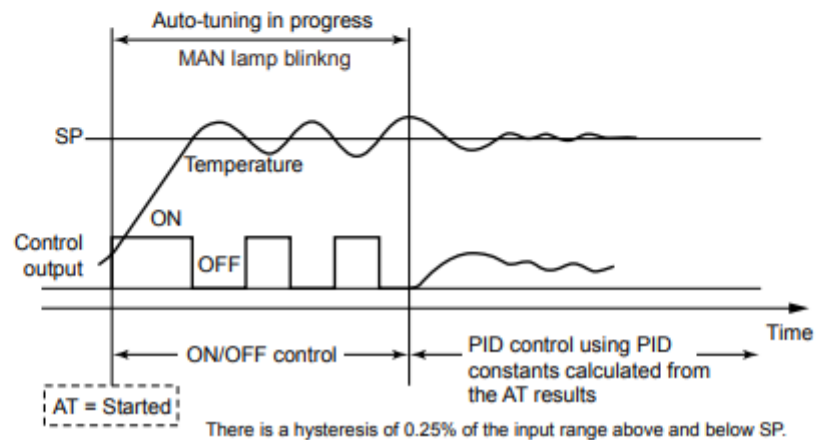 Auto-tuning in progress
MAN lamp blinkng
SP
Temperature
ON
Control
output
OFF
Time
ON/OFF control
PID control using PID
constants calculated from
the AT results
AT = Started
There is a hysteresis of 0.25% of the input range above and below SP.